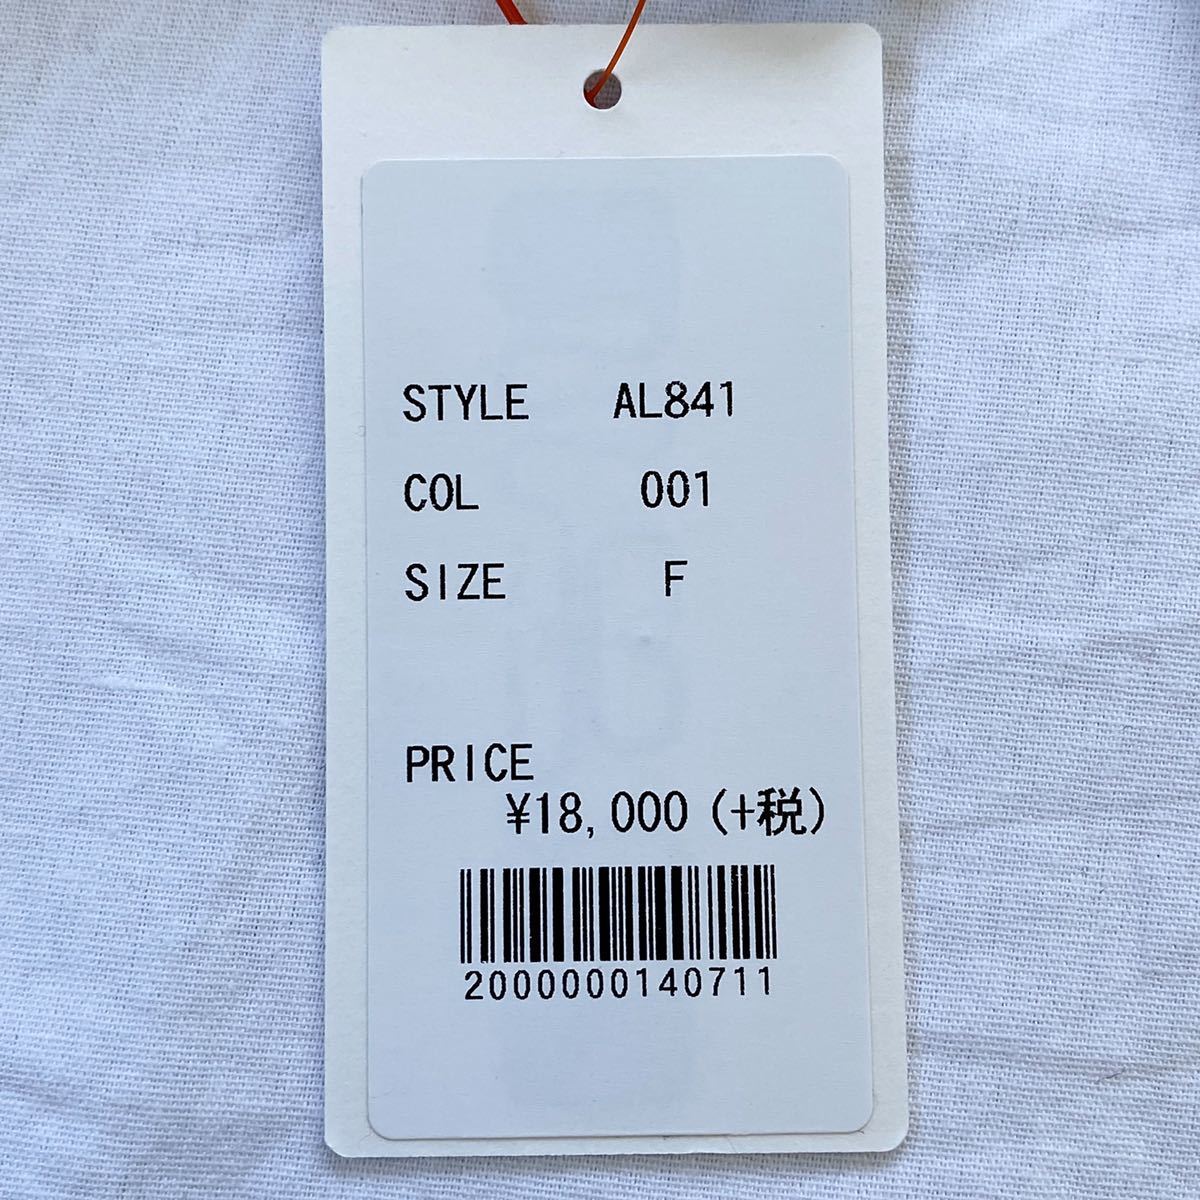 STYLE AL841
COL 001
SIZE F
PRICE
¥18,000 (+税)
2000000140711